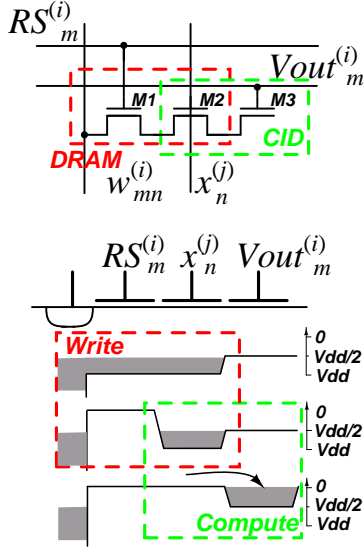 RS_m^(i)
Vout_m^(i)
M1 M2 M3
DRAM CID
w_mn^(i) x_n^(j)
RS_m^(i) x_n^(j) Vout_m^(i)
Write
0
Vdd/2
Vdd
0
Vdd/2
Vdd
0
Vdd/2
Compute Vdd